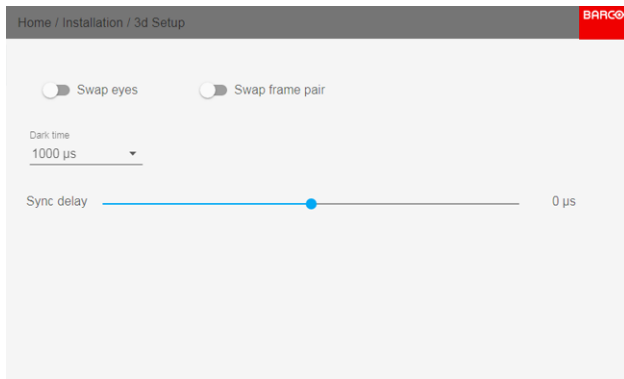 Home / Installation / 3d Setup
BARCO
Swap eyes
Swap frame pair
Dark time
1000 µs
Sync delay
0 µs